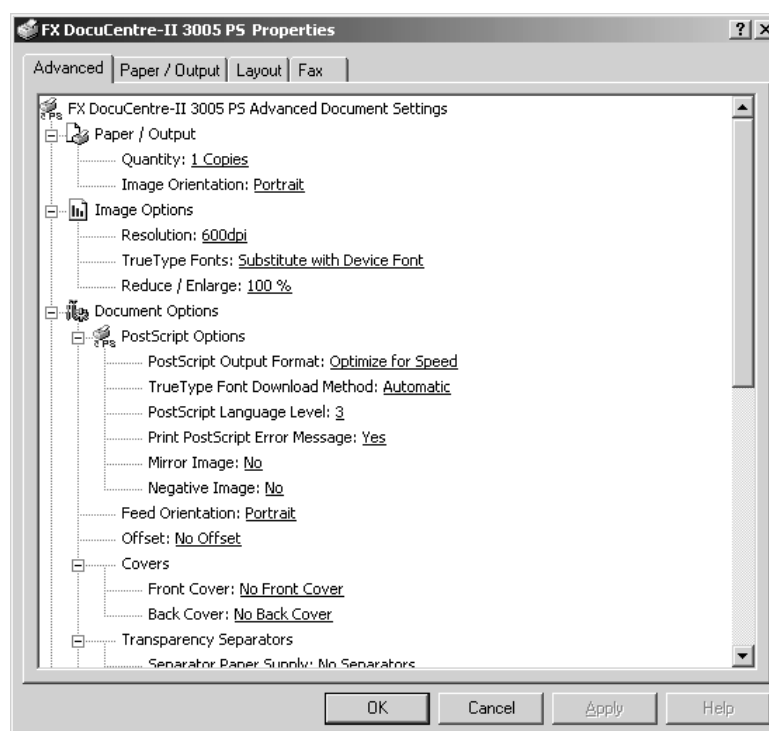 FX DocuCentre-II 3005 PS Properties
Advanced
Paper / Output
Layout
Fax
FX DocuCentre-II 3005 PS Advanced Document Settings
Paper / Output
Quantity: 1 Copies
Image Orientation: Portrait
Image Options
Resolution: 600dpi
TrueType Fonts: Substitute with Device Font
Reduce / Enlarge: 100 %
Document Options
PostScript Options
PostScript Output Format: Optimize for Speed
TrueType Font Download Method: Automatic
PostScript Language Level: 3
Print PostScript Error Message: Yes
Mirror Image: No
Negative Image: No
Feed Orientation: Portrait
Offset: No Offset
Covers
Front Cover: No Front Cover
Back Cover: No Back Cover
Transparency Separators
Separator Paper Supply: No Separators
OK
Cancel
Apply
Help